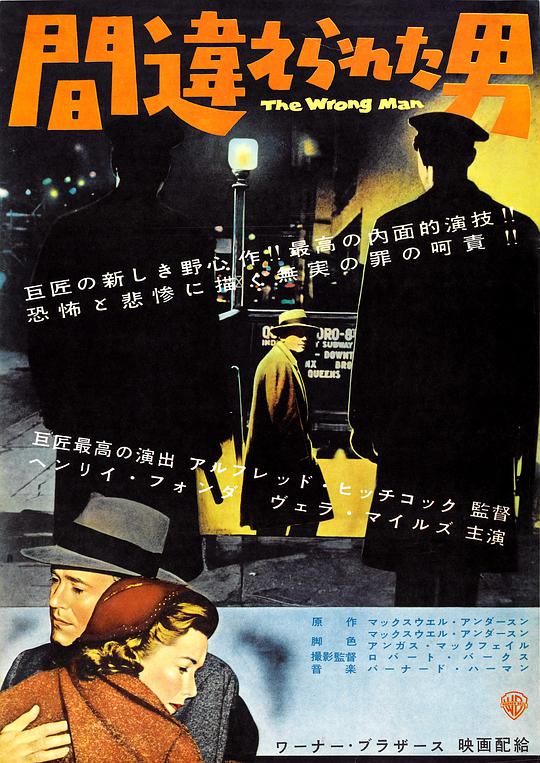 間違えられた男
The Wrong Man
巨匠の新しき野心作!!最高の内面的演技!!
恐怖と悲惨に描く無実の罪の呵責!!
INDEPENDENT SUBWAY
QUEENS
巨匠最高の演出 アルフレッド・ヒッチコック 監督
ヘンリイ・フォンダ ヴェラ・マイルズ 主演
原作 マックスウエル・アンダースン
マックスウエル・アンダースン
脚色 アンガス・マックフェイル
撮影監督 ロバート・バークス
音楽 バーナード・ハーマン
WB
ワーナー・ブラザース 映画配給